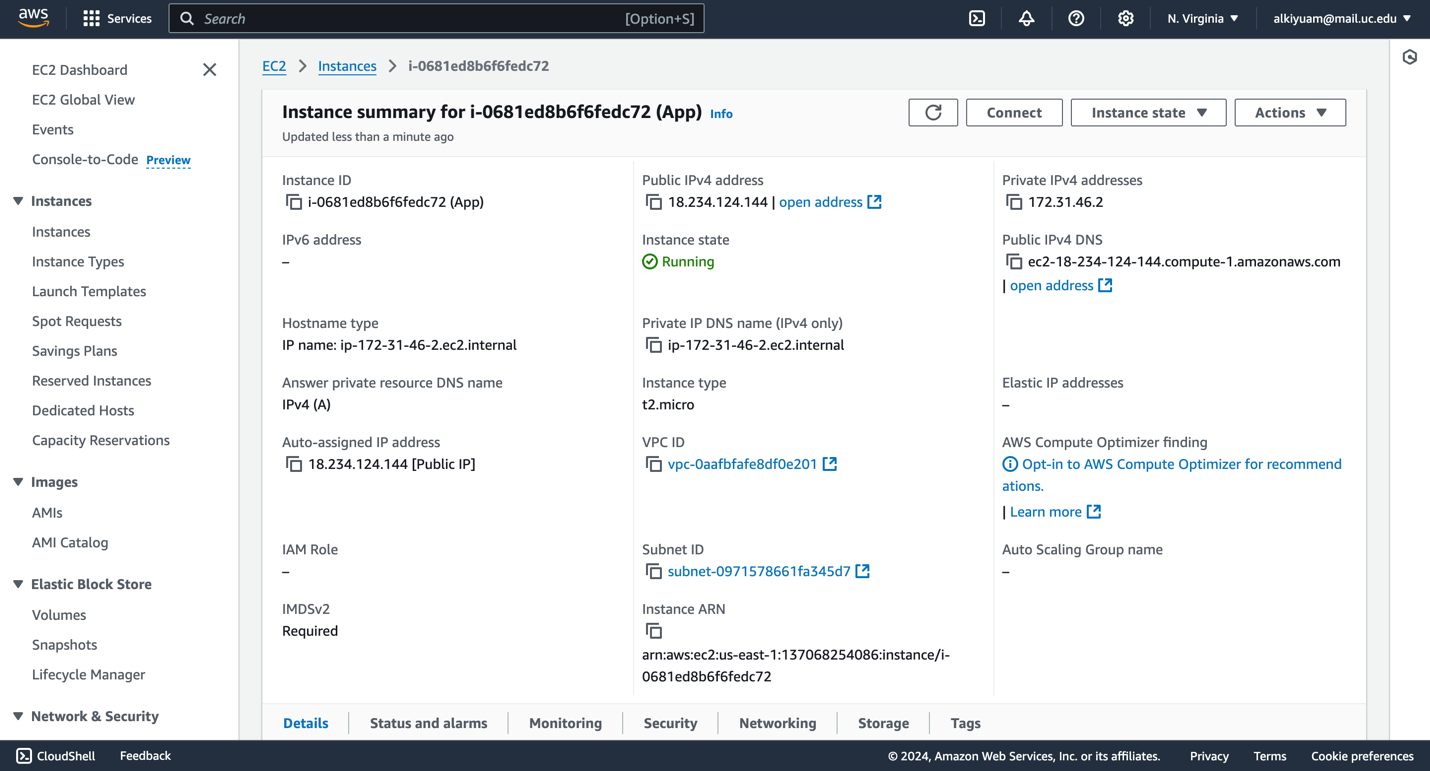 aws
Services
Search
[Option+S]
N. Virginia ▼
alkiyuam@mail.uc.edu ▼
EC2 Dashboard
EC2 Global View
Events
Console-to-Code Preview
▼ Instances
Instances
Instance Types
Launch Templates
Spot Requests
Savings Plans
Reserved Instances
Dedicated Hosts
Capacity Reservations
▼ Images
AMIs
AMI Catalog
▼ Elastic Block Store
Volumes
Snapshots
Lifecycle Manager
▼ Network & Security
EC2 > Instances > i-0681ed8b6f6fedc72
Instance summary for i-0681ed8b6f6fedc72 (App) Info
Updated less than a minute ago
Connect
Instance state ▼
Actions ▼
Instance ID
i-0681ed8b6f6fedc72 (App)
Public IPv4 address
18.234.124.144 | open address
Private IPv4 addresses
172.31.46.2
IPv6 address
–
Instance state
Running
Public IPv4 DNS
ec2-18-234-124-144.compute-1.amazonaws.com
| open address
Hostname type
IP name: ip-172-31-46-2.ec2.internal
Private IP DNS name (IPv4 only)
ip-172-31-46-2.ec2.internal
Answer private resource DNS name
IPv4 (A)
Instance type
t2.micro
Elastic IP addresses
–
Auto-assigned IP address
18.234.124.144 [Public IP]
VPC ID
vpc-0aafbfafe8df0e201
AWS Compute Optimizer finding
Opt-in to AWS Compute Optimizer for recommend
ations.
| Learn more
IAM Role
–
Subnet ID
subnet-0971578661fa345d7
Auto Scaling Group name
–
IMDSv2
Required
Instance ARN
arn:aws:ec2:us-east-1:137068254086:instance/i-
0681ed8b6f6fedc72
Details
Status and alarms
Monitoring
Security
Networking
Storage
Tags
CloudShell
Feedback
© 2024, Amazon Web Services, Inc. or its affiliates.
Privacy
Terms
Cookie preferences